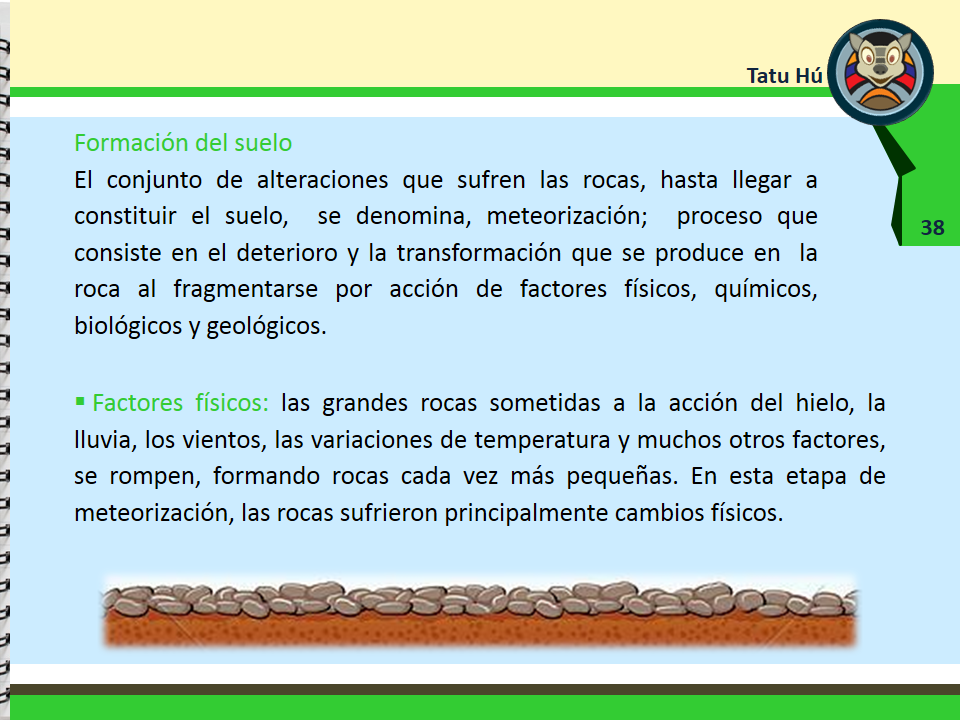 Tatu Hú
38
Formación del suelo
El conjunto de alteraciones que sufren las rocas, hasta llegar a
constituir el suelo, se denomina, meteorización; proceso que
consiste en el deterioro y la transformación que se produce en la
roca al fragmentarse por acción de factores físicos, químicos,
biológicos y geológicos.
▪ Factores físicos: las grandes rocas sometidas a la acción del hielo, la
lluvia, los vientos, las variaciones de temperatura y muchos otros factores,
se rompen, formando rocas cada vez más pequeñas. En esta etapa de
meteorización, las rocas sufrieron principalmente cambios físicos.